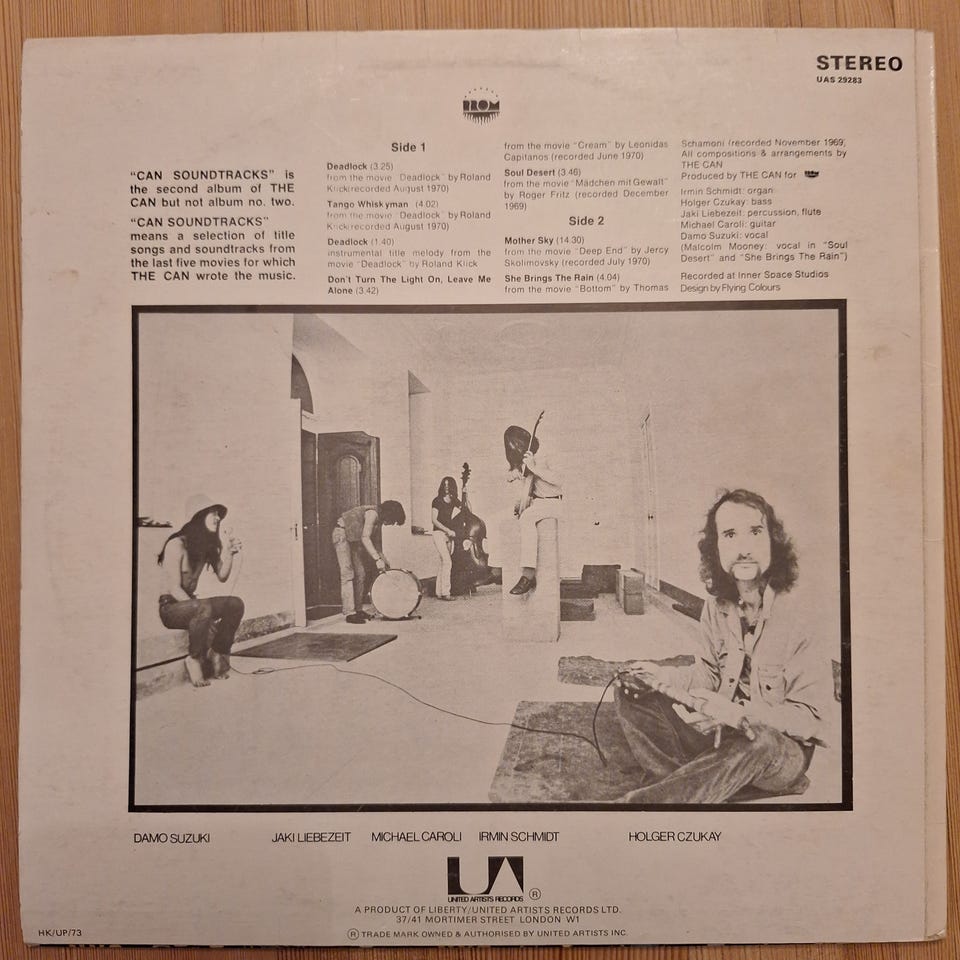 STEREO
UAS 29283
PROM
"CAN SOUNDTRACKS" is
the second album of THE
CAN but not album no. two.
"CAN SOUNDTRACKS"
means a selection of title
songs and soundtracks from
the last five movies for which
THE CAN wrote the music.
Side 1
Deadlock (3.25)
from the movie "Deadlock" by Roland
Klick(recorded August 1970)
Tango Whiskyman (4.02)
from the movie "Deadlock" by Roland
Klick(recorded August 1970)
Deadlock (1.40)
instrumental title melody from the
movie "Deadlock" by Roland Klick
Don't Turn The Light On, Leave Me
Alone (3.42)
from the movie "Cream" by Leonidas
Capitanos (recorded June 1970)
Soul Desert (3.46)
from the movie "Mädchen mit Gewalt"
by Roger Fritz (recorded December
1969)
Side 2
Mother Sky (14.30)
from the movie "Deep End" by Jercy
Skolimovsky (recorded July 1970)
She Brings The Rain (4.04)
from the movie "Bottom" by Thomas
Schamoni (recorded November 1969)
All compositions & arrangements by
THE CAN
Produced by THE CAN for
Irmin Schmidt: organ
Holger Czukay: bass
Jaki Liebezeit: percussion, flute
Michael Caroli: guitar
Damo Suzuki: vocal
(Malcolm Mooney: vocal in "Soul
Desert" and "She Brings The Rain")
Recorded at Inner Space Studios
Design by Flying Colours
DAMO SUZUKI JAKI LIEBEZEIT MICHAEL CAROLI IRMIN SCHMIDT HOLGER CZUKAY
UA ®
UNITED ARTISTS RECORDS
A PRODUCT OF LIBERTY/UNITED ARTISTS RECORDS LTD.
37/41 MORTIMER STREET LONDON W1
® TRADE MARK OWNED & AUTHORISED BY UNITED ARTISTS INC.
HK/UP/73